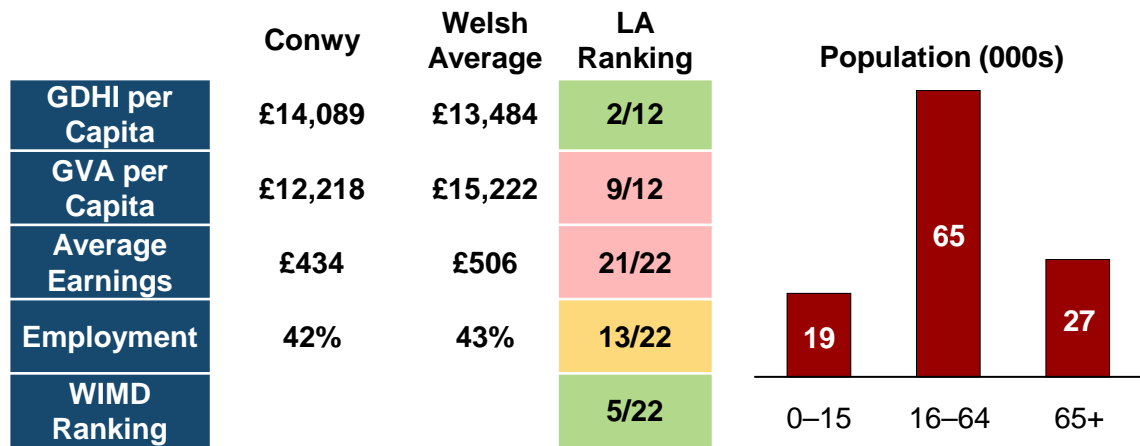 Conwy
Welsh
Average
LA
Ranking
GDHI per
Capita
£14,089
£13,484
2/12
GVA per
Capita
£12,218
£15,222
9/12
Average
Earnings
£434
£506
21/22
Employment
42%
43%
13/22
WIMD
Ranking
5/22
Population (000s)
19
65
27
0–15
16–64
65+